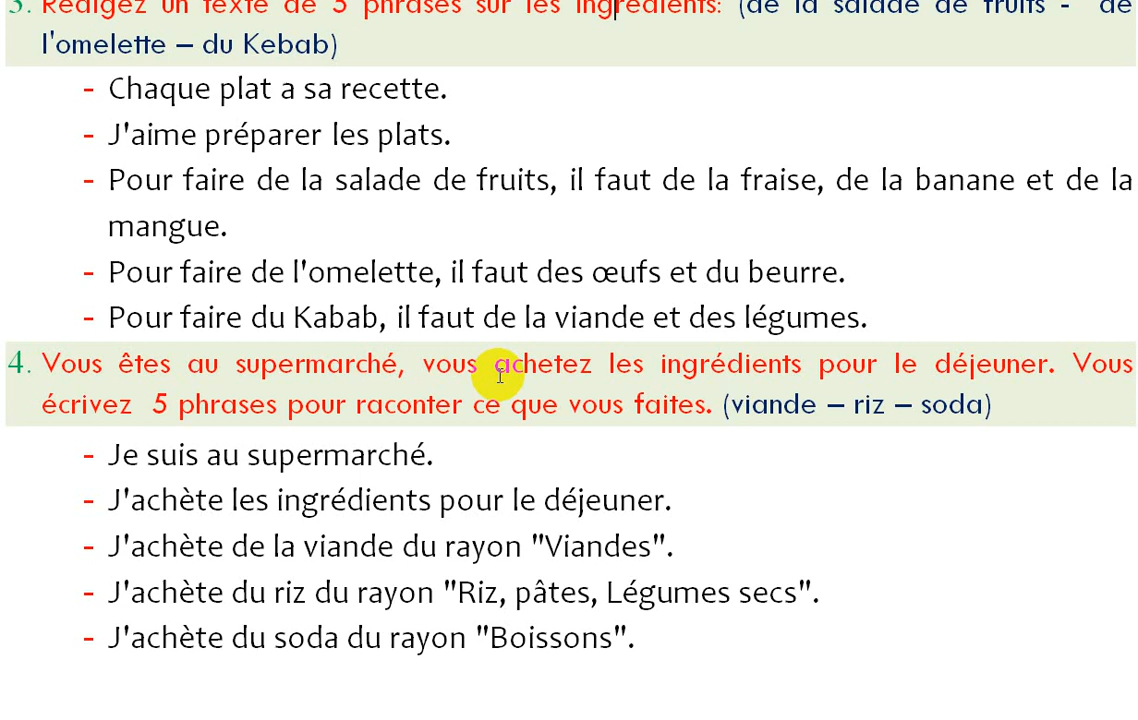 3. Rédigez un texte de 5 phrases sur les ingrédients: (de la salade de fruits - de
l'omelette – du Kebab)
- Chaque plat a sa recette.
- J'aime préparer les plats.
- Pour faire de la salade de fruits, il faut de la fraise, de la banane et de la
mangue.
- Pour faire de l'omelette, il faut des œufs et du beurre.
- Pour faire du Kabab, il faut de la viande et des légumes.
4. Vous êtes au supermarché, vous achetez les ingrédients pour le déjeuner. Vous
écrivez 5 phrases pour raconter ce que vous faites. (viande – riz – soda)
- Je suis au supermarché.
- J'achète les ingrédients pour le déjeuner.
- J'achète de la viande du rayon "Viandes".
- J'achète du riz du rayon "Riz, pâtes, Légumes secs".
- J'achète du soda du rayon "Boissons".